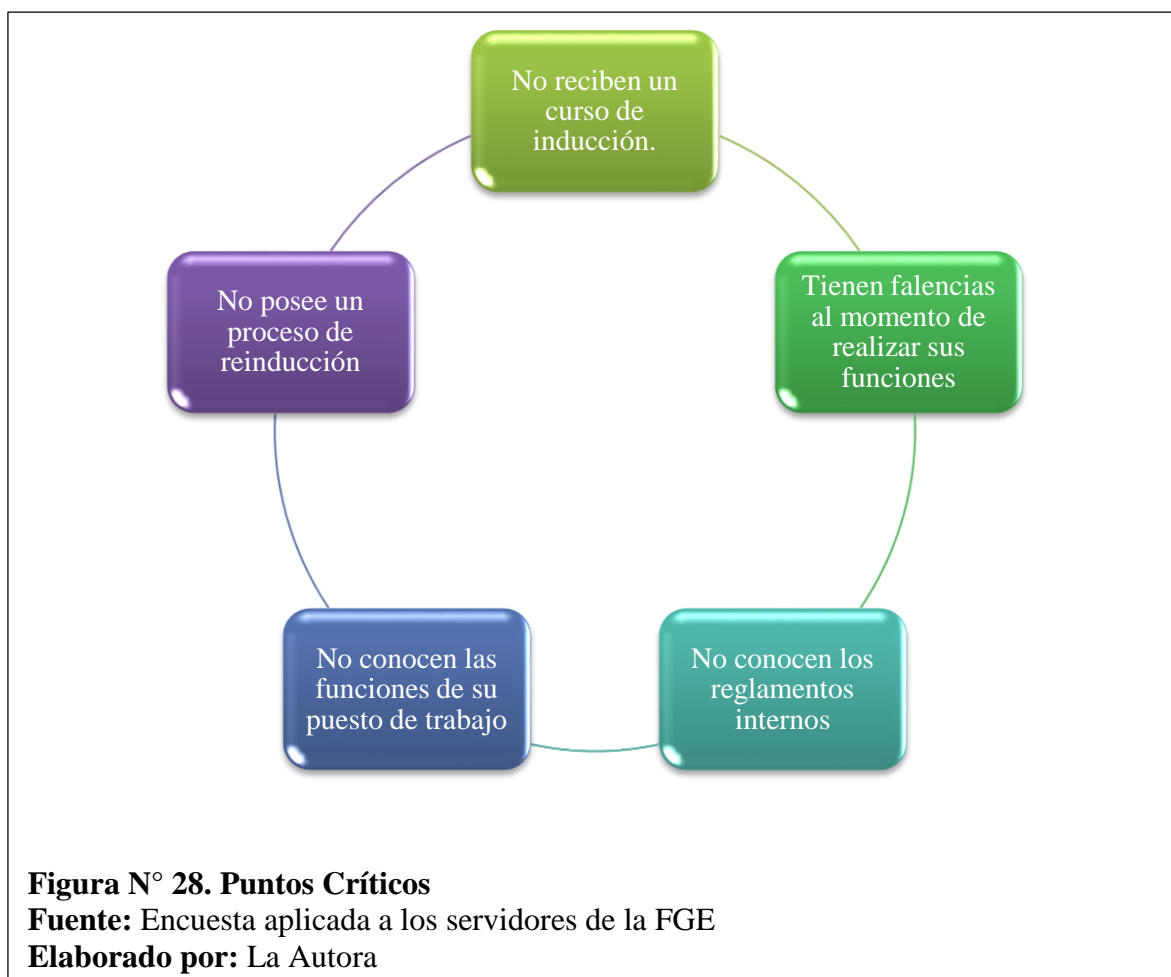 No reciben un
curso de
inducción.
Tienen falencias
al momento de
realizar sus
funciones
No conocen los
reglamentos
internos
No conocen las
funciones de su
puesto de trabajo
No posee un
proceso de
reinducción
Figura N° 28. Puntos Críticos
Fuente: Encuesta aplicada a los servidores de la FGE
Elaborado por: La Autora